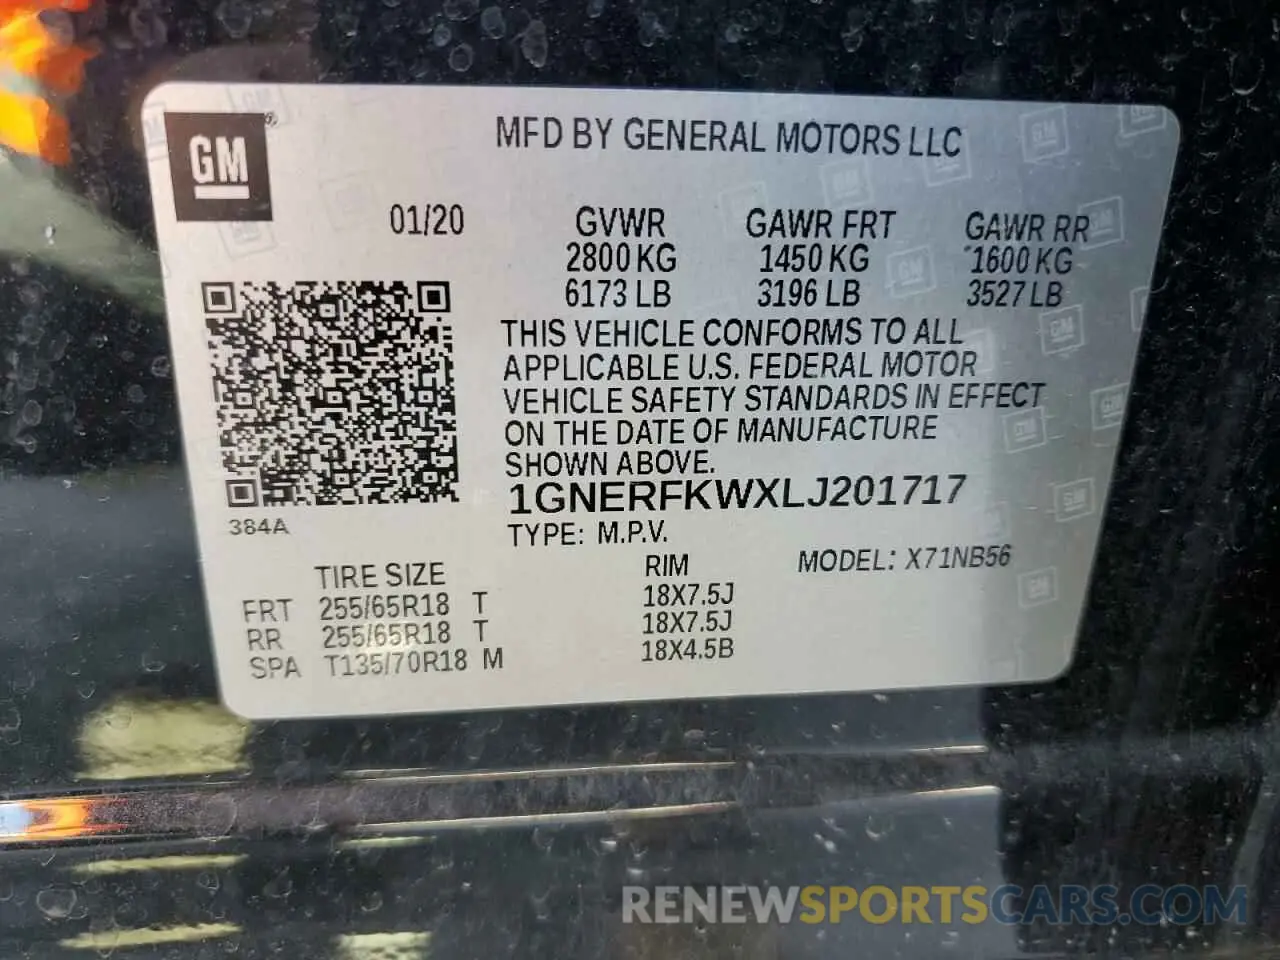 GM
MFD BY GENERAL MOTORS LLC
01/20 GVWR GAWR FRT GAWR RR
2800 KG 1450 KG 1600 KG
6173 LB 3196 LB 3527 LB
THIS VEHICLE CONFORMS TO ALL
APPLICABLE U.S. FEDERAL MOTOR
VEHICLE SAFETY STANDARDS IN EFFECT
ON THE DATE OF MANUFACTURE
SHOWN ABOVE.
1GNERFKWXLJ201717
384A
TYPE: M.P.V.
TIRE SIZE RIM MODEL: X71NB56
FRT 255/65R18 T 18X7.5J
RR 255/65R18 T 18X7.5J
SPA T135/70R18 M 18X4.5B
RENEWSPORTSCARS.COM